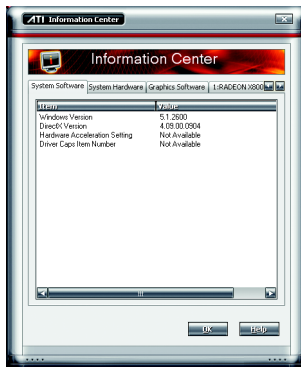 ATI Information Center
Information Center
System Software System Hardware Graphics Software 1:RADEON X800
Item Value
Windows Version 5.1.2600
DirectX Version 4.09.00.0904
Hardware Acceleration Setting Not Available
Driver Caps Item Number Not Available
OK Help